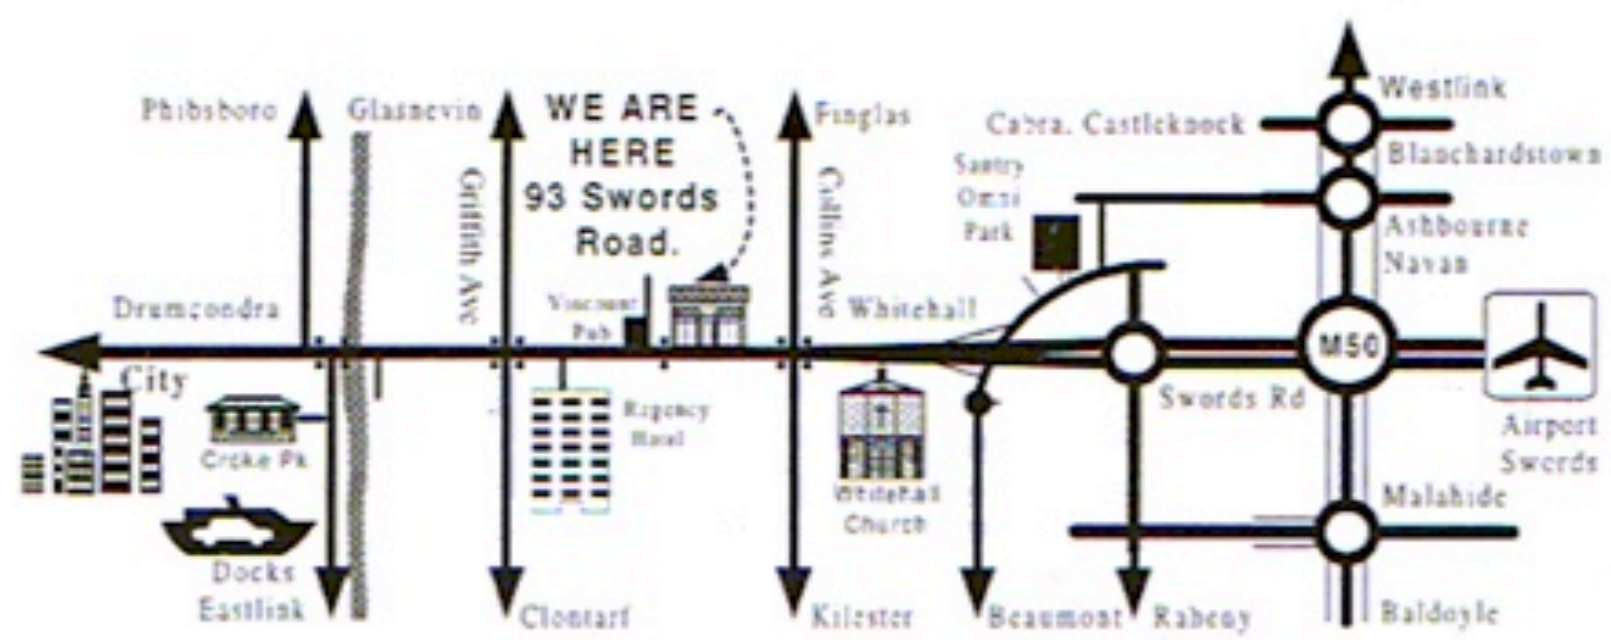 Westlink
Phibsboro
Glasnevin
WE ARE
HERE
93 Swords
Road.
Finglas
Cabra, Castleknock
Blanchardstown
Santry
Omni
Park
Griffith Ave
Collins Ave
Ashbourne
Navan
Drumcondra
Viscount
Pub
Whitehall
M50
City
Swords Rd
Croke Pk
Regency
Hotel
Airport
Swords
Whitehall
Church
Malahide
Docks
Eastlink
Clontarf
Kilester
Beaumont
Raheny
Baldoyle